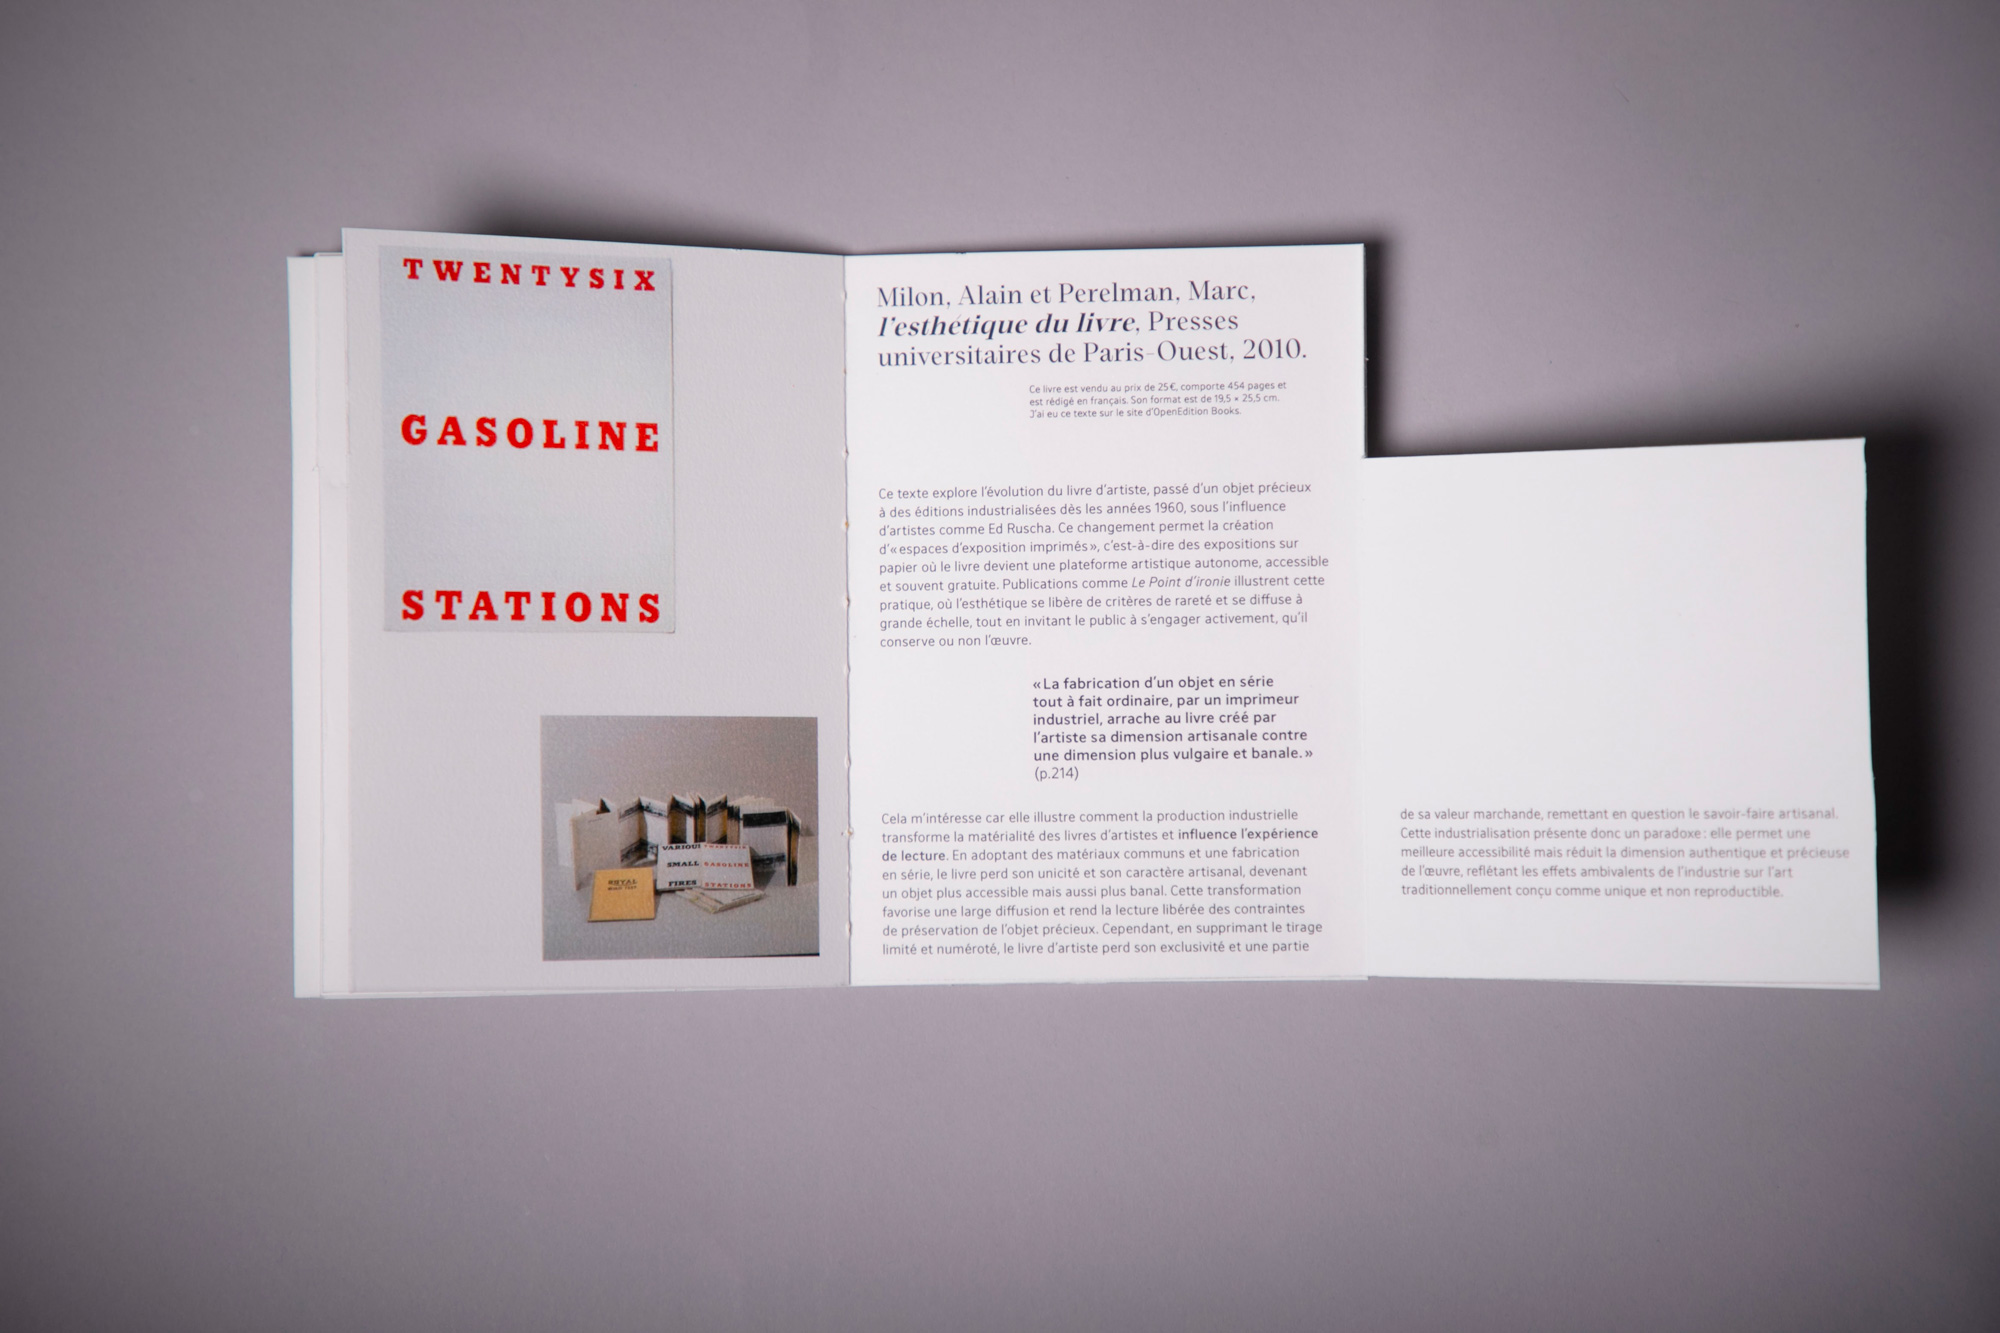 TWENTYSIX
GASOLINE
STATIONS
VARIOUS
SMALL
FIRES
TWENTYSIX
GASOLINE
STATIONS
ROYAL
ROAD TEST
Milon, Alain et Perelman, Marc,
l'esthétique du livre, Presses
universitaires de Paris-Ouest, 2010.
Ce livre est vendu au prix de 25€, comporte 454 pages et
est rédigé en français. Son format est de 19,5 × 25,5 cm.
J'ai eu ce texte sur le site d'OpenEdition Books.
Ce texte explore l'évolution du livre d'artiste, passé d'un objet précieux
à des éditions industrialisées dès les années 1960, sous l'influence
d'artistes comme Ed Ruscha. Ce changement permet la création
d'«espaces d'exposition imprimés», c'est-à-dire des expositions sur
papier où le livre devient une plateforme artistique autonome, accessible
et souvent gratuite. Publications comme Le Point d'ironie illustrent cette
pratique, où l'esthétique se libère de critères de rareté et se diffuse à
grande échelle, tout en invitant le public à s'engager activement, qu'il
conserve ou non l'œuvre.
«La fabrication d'un objet en série
tout à fait ordinaire, par un imprimeur
industriel, arrache au livre créé par
l'artiste sa dimension artisanale contre
une dimension plus vulgaire et banale.»
(p.214)
Cela m'intéresse car elle illustre comment la production industrielle
transforme la matérialité des livres d'artistes et influence l'expérience
de lecture. En adoptant des matériaux communs et une fabrication
en série, le livre perd son unicité et son caractère artisanal, devenant
un objet plus accessible mais aussi plus banal. Cette transformation
favorise une large diffusion et rend la lecture libérée des contraintes
de préservation de l'objet précieux. Cependant, en supprimant le tirage
limité et numéroté, le livre d'artiste perd son exclusivité et une partie
de sa valeur marchande, remettant en question le savoir-faire artisanal.
Cette industrialisation présente donc un paradoxe : elle permet une
meilleure accessibilité mais réduit la dimension authentique et précieuse
de l'œuvre, reflétant les effets ambivalents de l'industrie sur l'art
traditionnellement conçu comme unique et non reproductible.